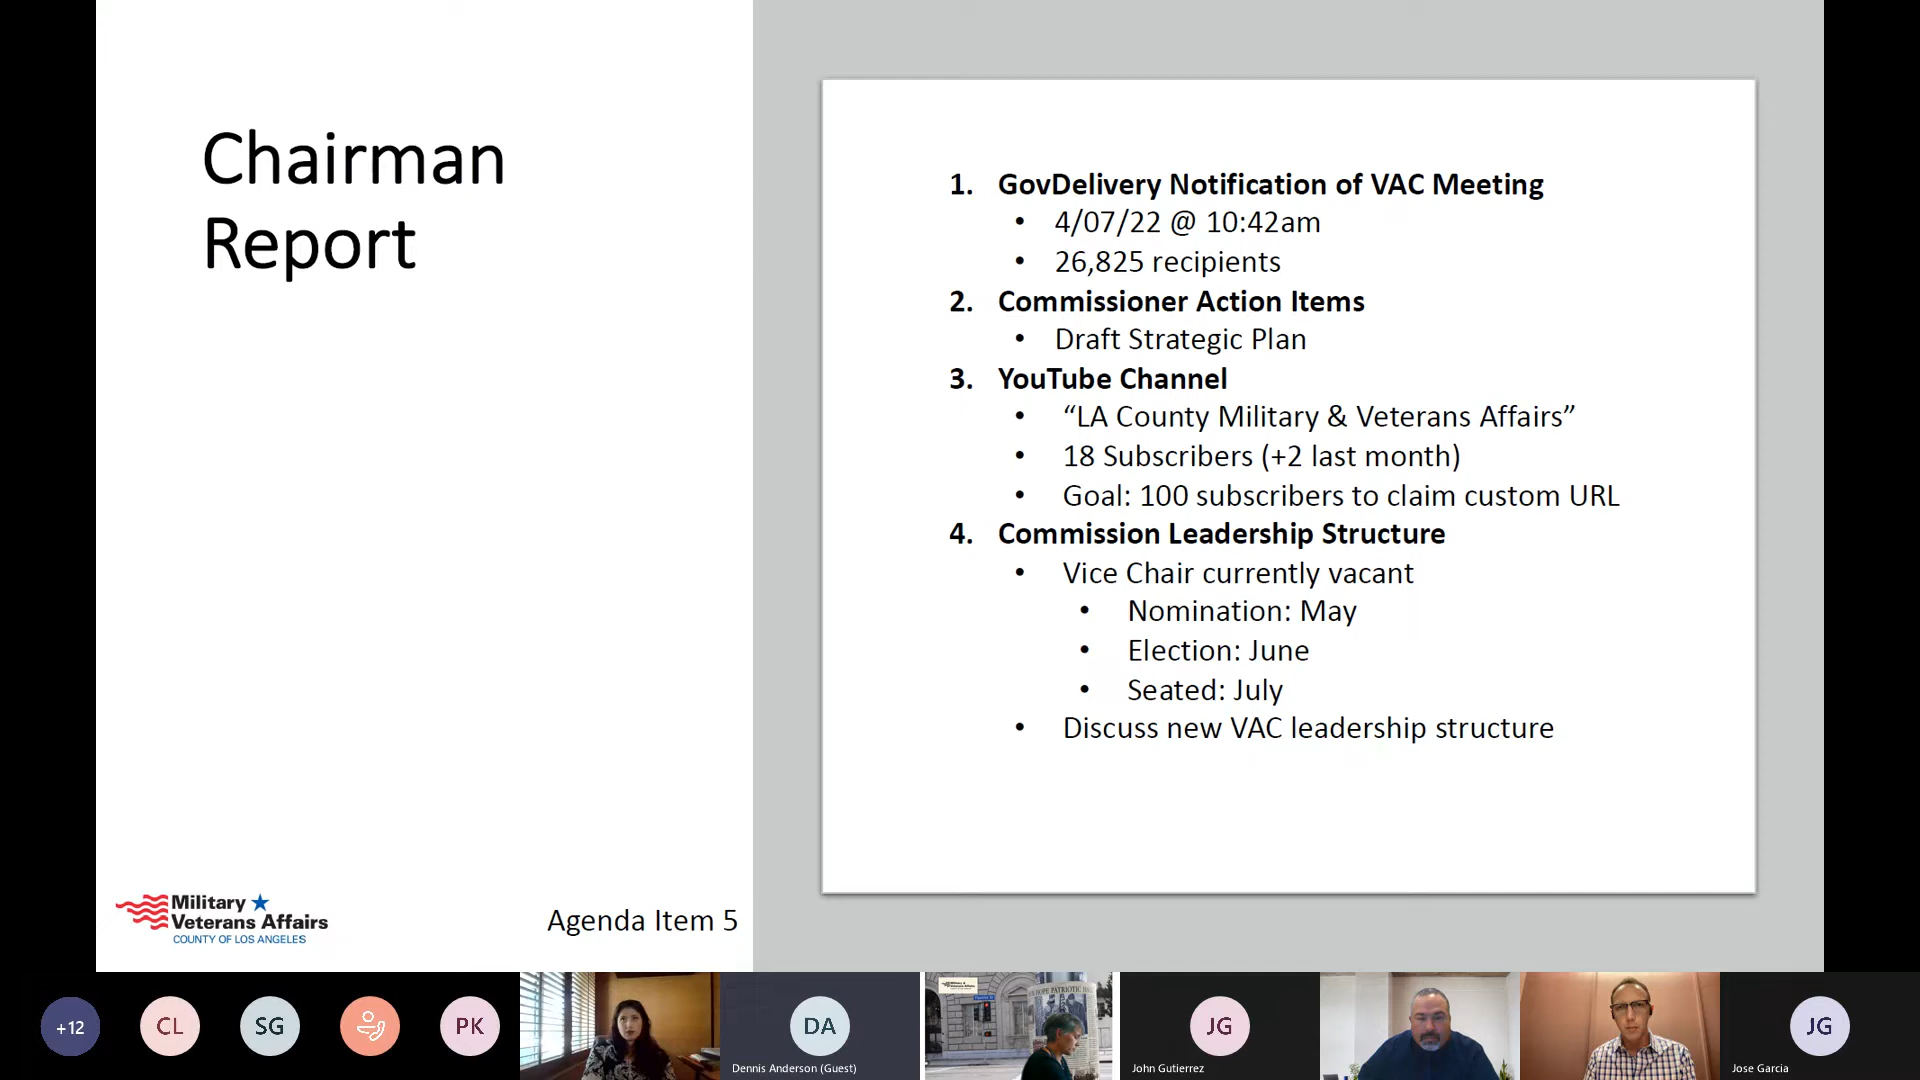 Chairman
Report
1. GovDelivery Notification of VAC Meeting
• 4/07/22 @ 10:42am
• 26,825 recipients
2. Commissioner Action Items
• Draft Strategic Plan
3. YouTube Channel
• “LA County Military & Veterans Affairs”
• 18 Subscribers (+2 last month)
• Goal: 100 subscribers to claim custom URL
4. Commission Leadership Structure
• Vice Chair currently vacant
• Nomination: May
• Election: June
• Seated: July
• Discuss new VAC leadership structure
Military
Veterans Affairs
COUNTY OF LOS ANGELES
Agenda Item 5
+12
CL
SG
PK
DA
Dennis Anderson (Guest)
HOPE PATRIOTIC
JG
John Gutierrez
JG
Jose Garcia